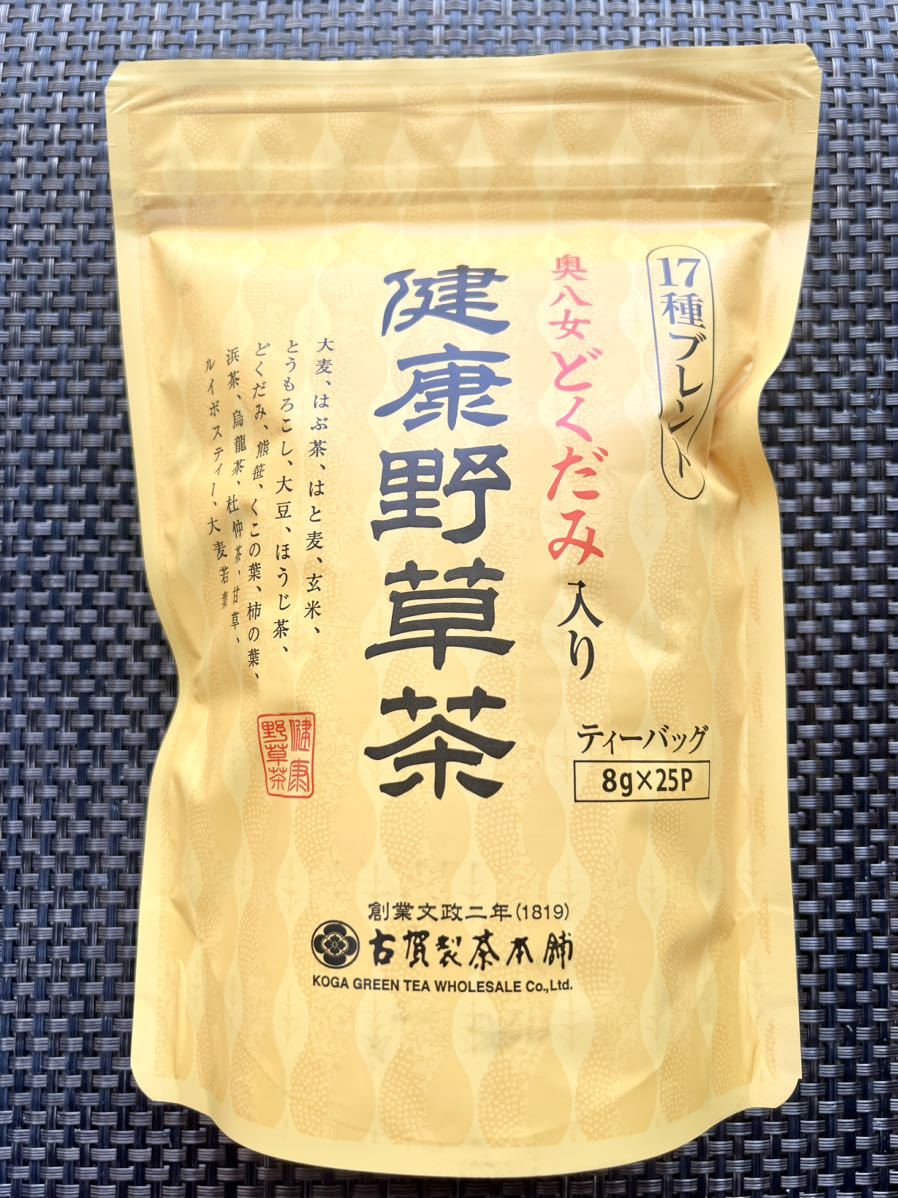 17種ブレンド
奥八女どくだみ入り
健康野草茶
大麦、はぶ茶、はと麦、玄米、
とうもろこし、大豆、ほうじ茶、
どくだみ、熊笹、くこの葉、柿の葉、
浜茶、烏龍茶、杜仲茶、甘草、
ルイボスティー、大麦若葉
健康
野草茶
ティーバッグ
8g×25P
創業文政二年(1819)
古賀製茶本舗
KOGA GREEN TEA WHOLESALE Co.,Ltd.